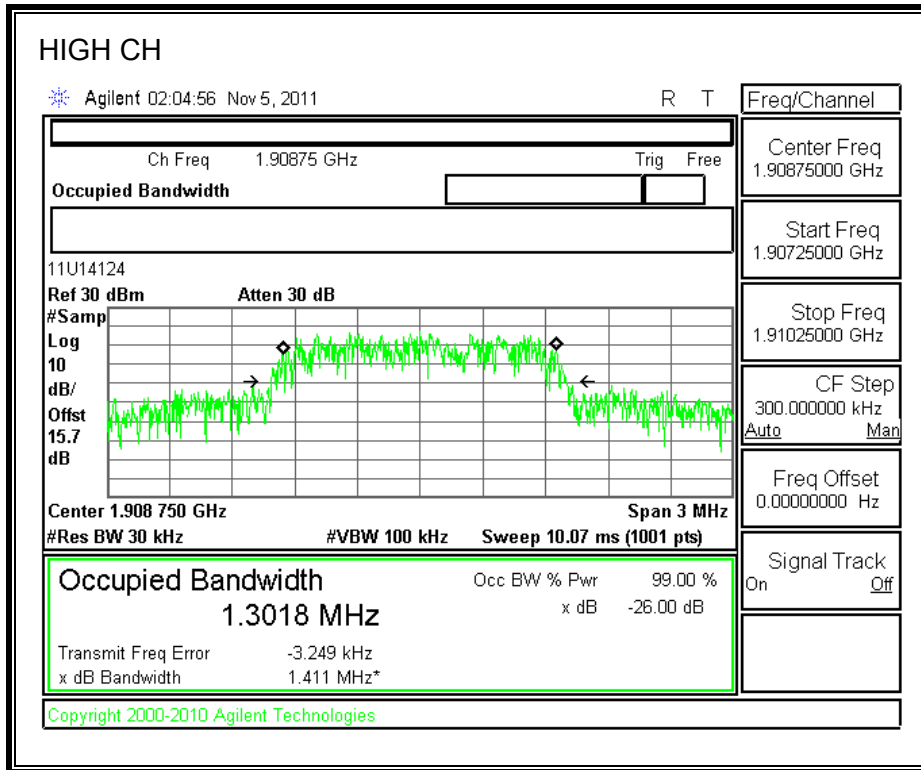 HIGH CH
Agilent 02:04:56 Nov 5, 2011 R T
Freq/Channel
Ch Freq 1.90875 GHz Trig Free
Occupied Bandwidth
Center Freq
1.90875000 GHz
Start Freq
1.90725000 GHz
Stop Freq
1.91025000 GHz
CF Step
300.000000 kHz
Auto Man
Freq Offset
0.00000000 Hz
Signal Track
On Off
11U14124
Ref 30 dBm Atten 30 dB
#Samp
Log
10
dB/
Offst
15.7
dB
Center 1.908 750 GHz Span 3 MHz
#Res BW 30 kHz #VBW 100 kHz Sweep 10.07 ms (1001 pts)
Occupied Bandwidth Occ BW % Pwr 99.00 %
1.3018 MHz x dB -26.00 dB
Transmit Freq Error -3.249 kHz
x dB Bandwidth 1.411 MHz*
Copyright 2000-2010 Agilent Technologies